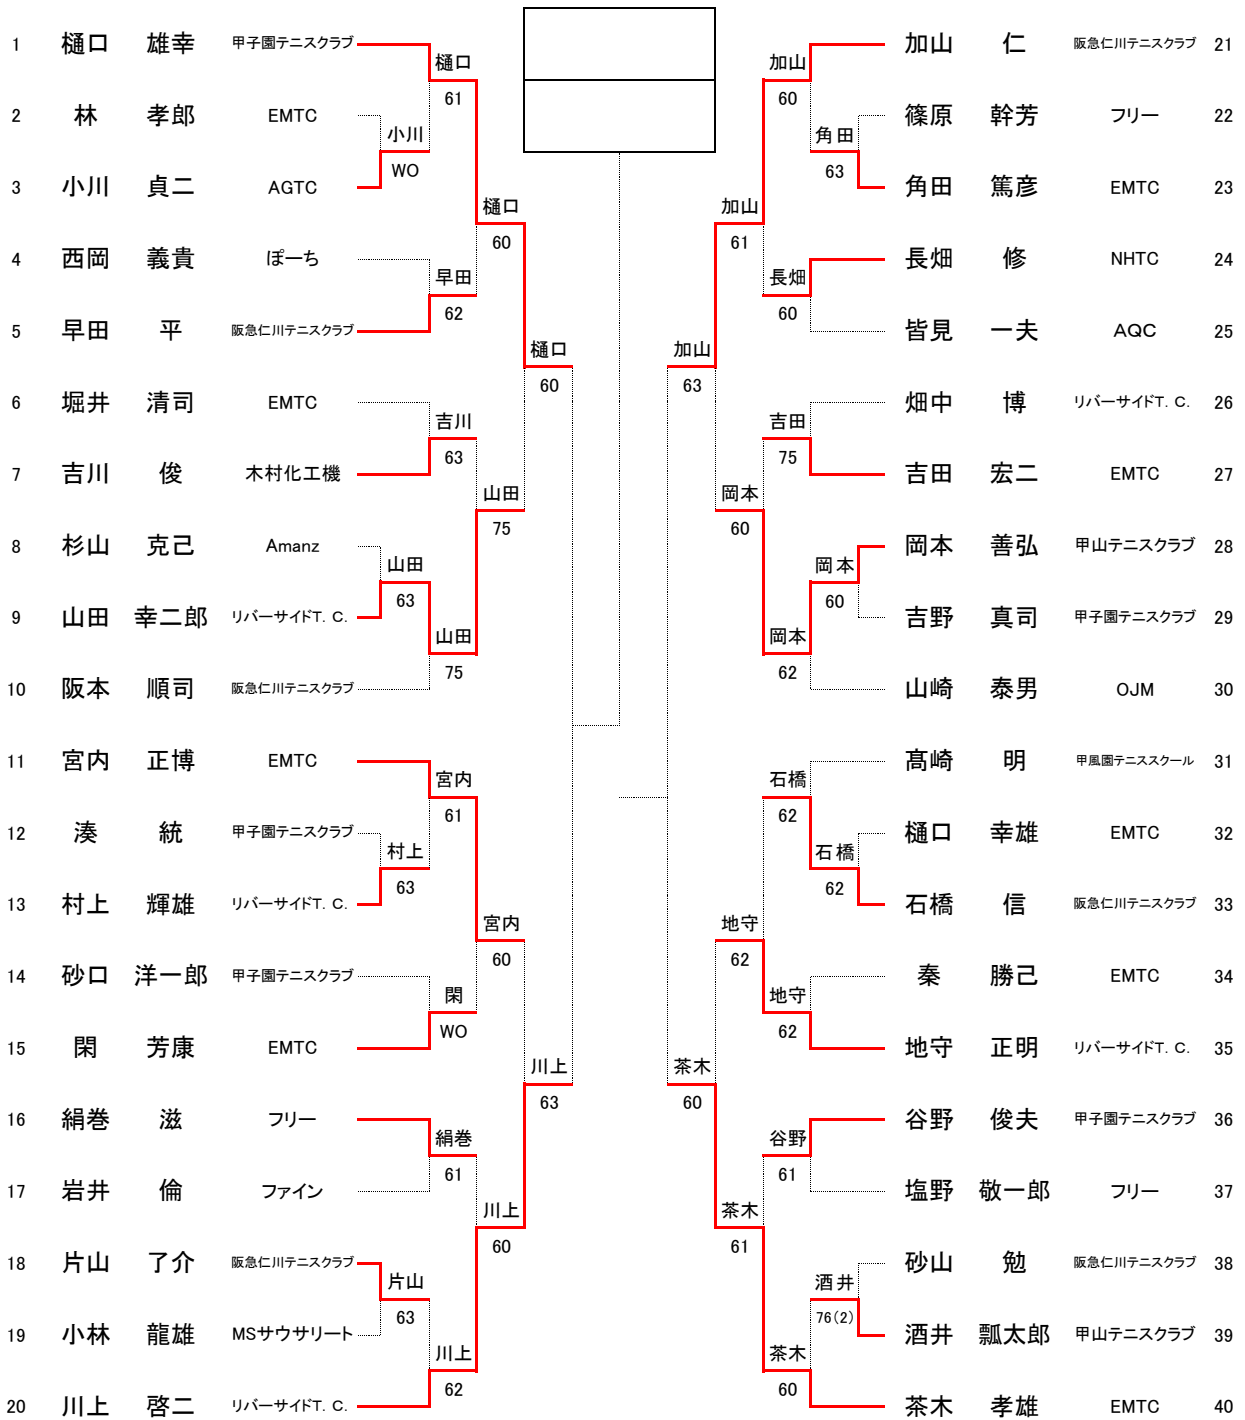 1 樋口 雄幸 甲子園テニスクラブ
2 林 孝郎 EMTC
3 小川 貞二 AGTC
4 西岡 義貴 ぽーち
5 早田 平 阪急仁川テニスクラブ
6 堀井 清司 EMTC
7 吉川 俊 木村化工機
8 杉山 克己 Amanz
9 山田 幸二郎 リバーサイドT. C.
10 阪本 順司 阪急仁川テニスクラブ
11 宮内 正博 EMTC
12 湊 統 甲子園テニスクラブ
13 村上 輝雄 リバーサイドT. C.
14 砂口 洋一郎 甲子園テニスクラブ
15 閑 芳康 EMTC
16 絹巻 滋 フリー
17 岩井 倫 ファイン
18 片山 了介 阪急仁川テニスクラブ
19 小林 龍雄 MSサウサリート
20 川上 啓二 リバーサイドT. C.
小川
WO
山田
63
村上
63
片山
63
樋口
61
早田
62
吉川
63
山田
75
宮内
61
閑
WO
絹巻
61
川上
62
樋口
60
山田
75
宮内
60
川上
60
樋口
60
川上
63
加山
63
茶木
60
加山
61
岡本
60
地守
62
茶木
61
加山
60
長畑
60
吉田
75
岡本
62
石橋
62
地守
62
谷野
61
茶木
60
角田
63
岡本
60
石橋
62
酒井
76(2)
加山 仁 阪急仁川テニスクラブ 21
篠原 幹芳 フリー 22
角田 篤彦 EMTC 23
長畑 修 NHTC 24
皆見 一夫 AQC 25
畑中 博 リバーサイドT. C. 26
吉田 宏二 EMTC 27
岡本 善弘 甲山テニスクラブ 28
吉野 真司 甲子園テニスクラブ 29
山崎 泰男 OJM 30
髙崎 明 甲風園テニススクール 31
樋口 幸雄 EMTC 32
石橋 信 阪急仁川テニスクラブ 33
秦 勝己 EMTC 34
地守 正明 リバーサイドT. C. 35
谷野 俊夫 甲子園テニスクラブ 36
塩野 敬一郎 フリー 37
砂山 勉 阪急仁川テニスクラブ 38
酒井 瓢太郎 甲山テニスクラブ 39
茶木 孝雄 EMTC 40